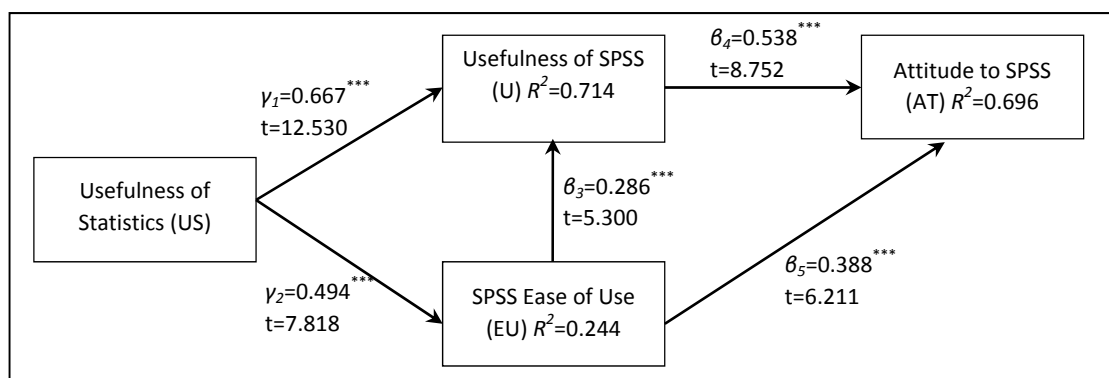 Usefulness of SPSS
(U) R²=0.714
β₄=0.538***
t=8.752
Attitude to SPSS
(AT) R²=0.696
γ₁=0.667***
t=12.530
Usefulness of
Statistics (US)
β₃=0.286***
t=5.300
β₅=0.388***
t=6.211
γ₂=0.494***
t=7.818
SPSS Ease of Use
(EU) R²=0.244